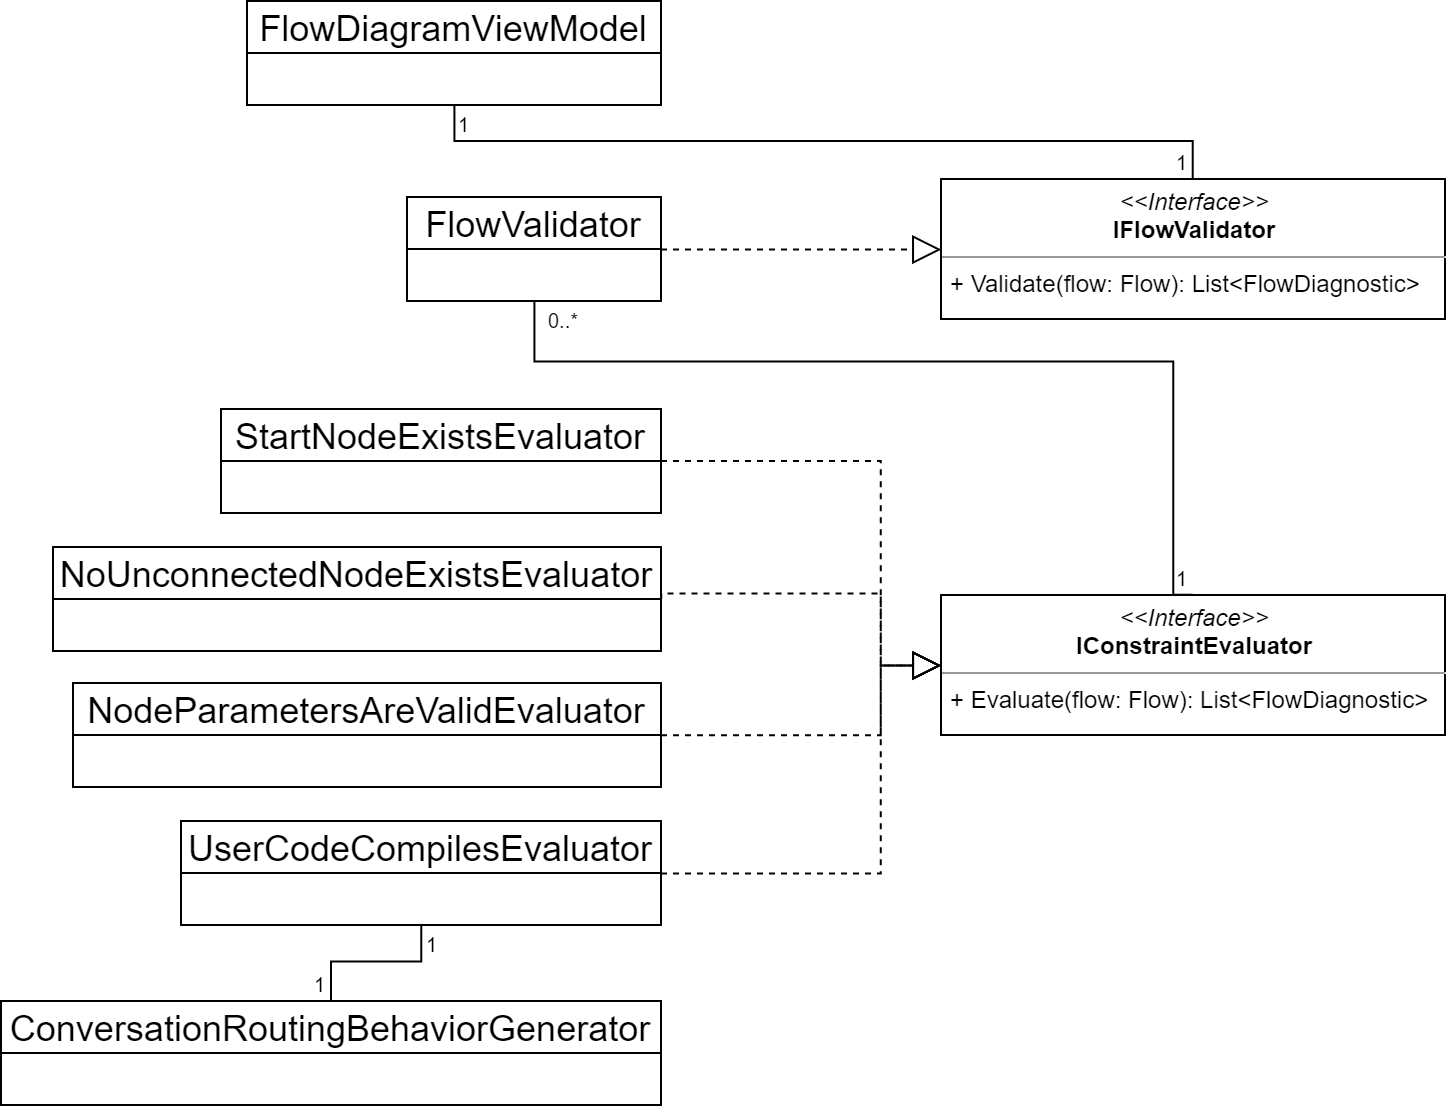 FlowDiagramViewModel
1
1
<<Interface>>
IFlowValidator
+ Validate(flow: Flow): List<FlowDiagnostic>
FlowValidator
0..*
StartNodeExistsEvaluator
NoUnconnectedNodeExistsEvaluator
1
<<Interface>>
IConstraintEvaluator
+ Evaluate(flow: Flow): List<FlowDiagnostic>
NodeParametersAreValidEvaluator
UserCodeCompilesEvaluator
1
1
ConversationRoutingBehaviorGenerator